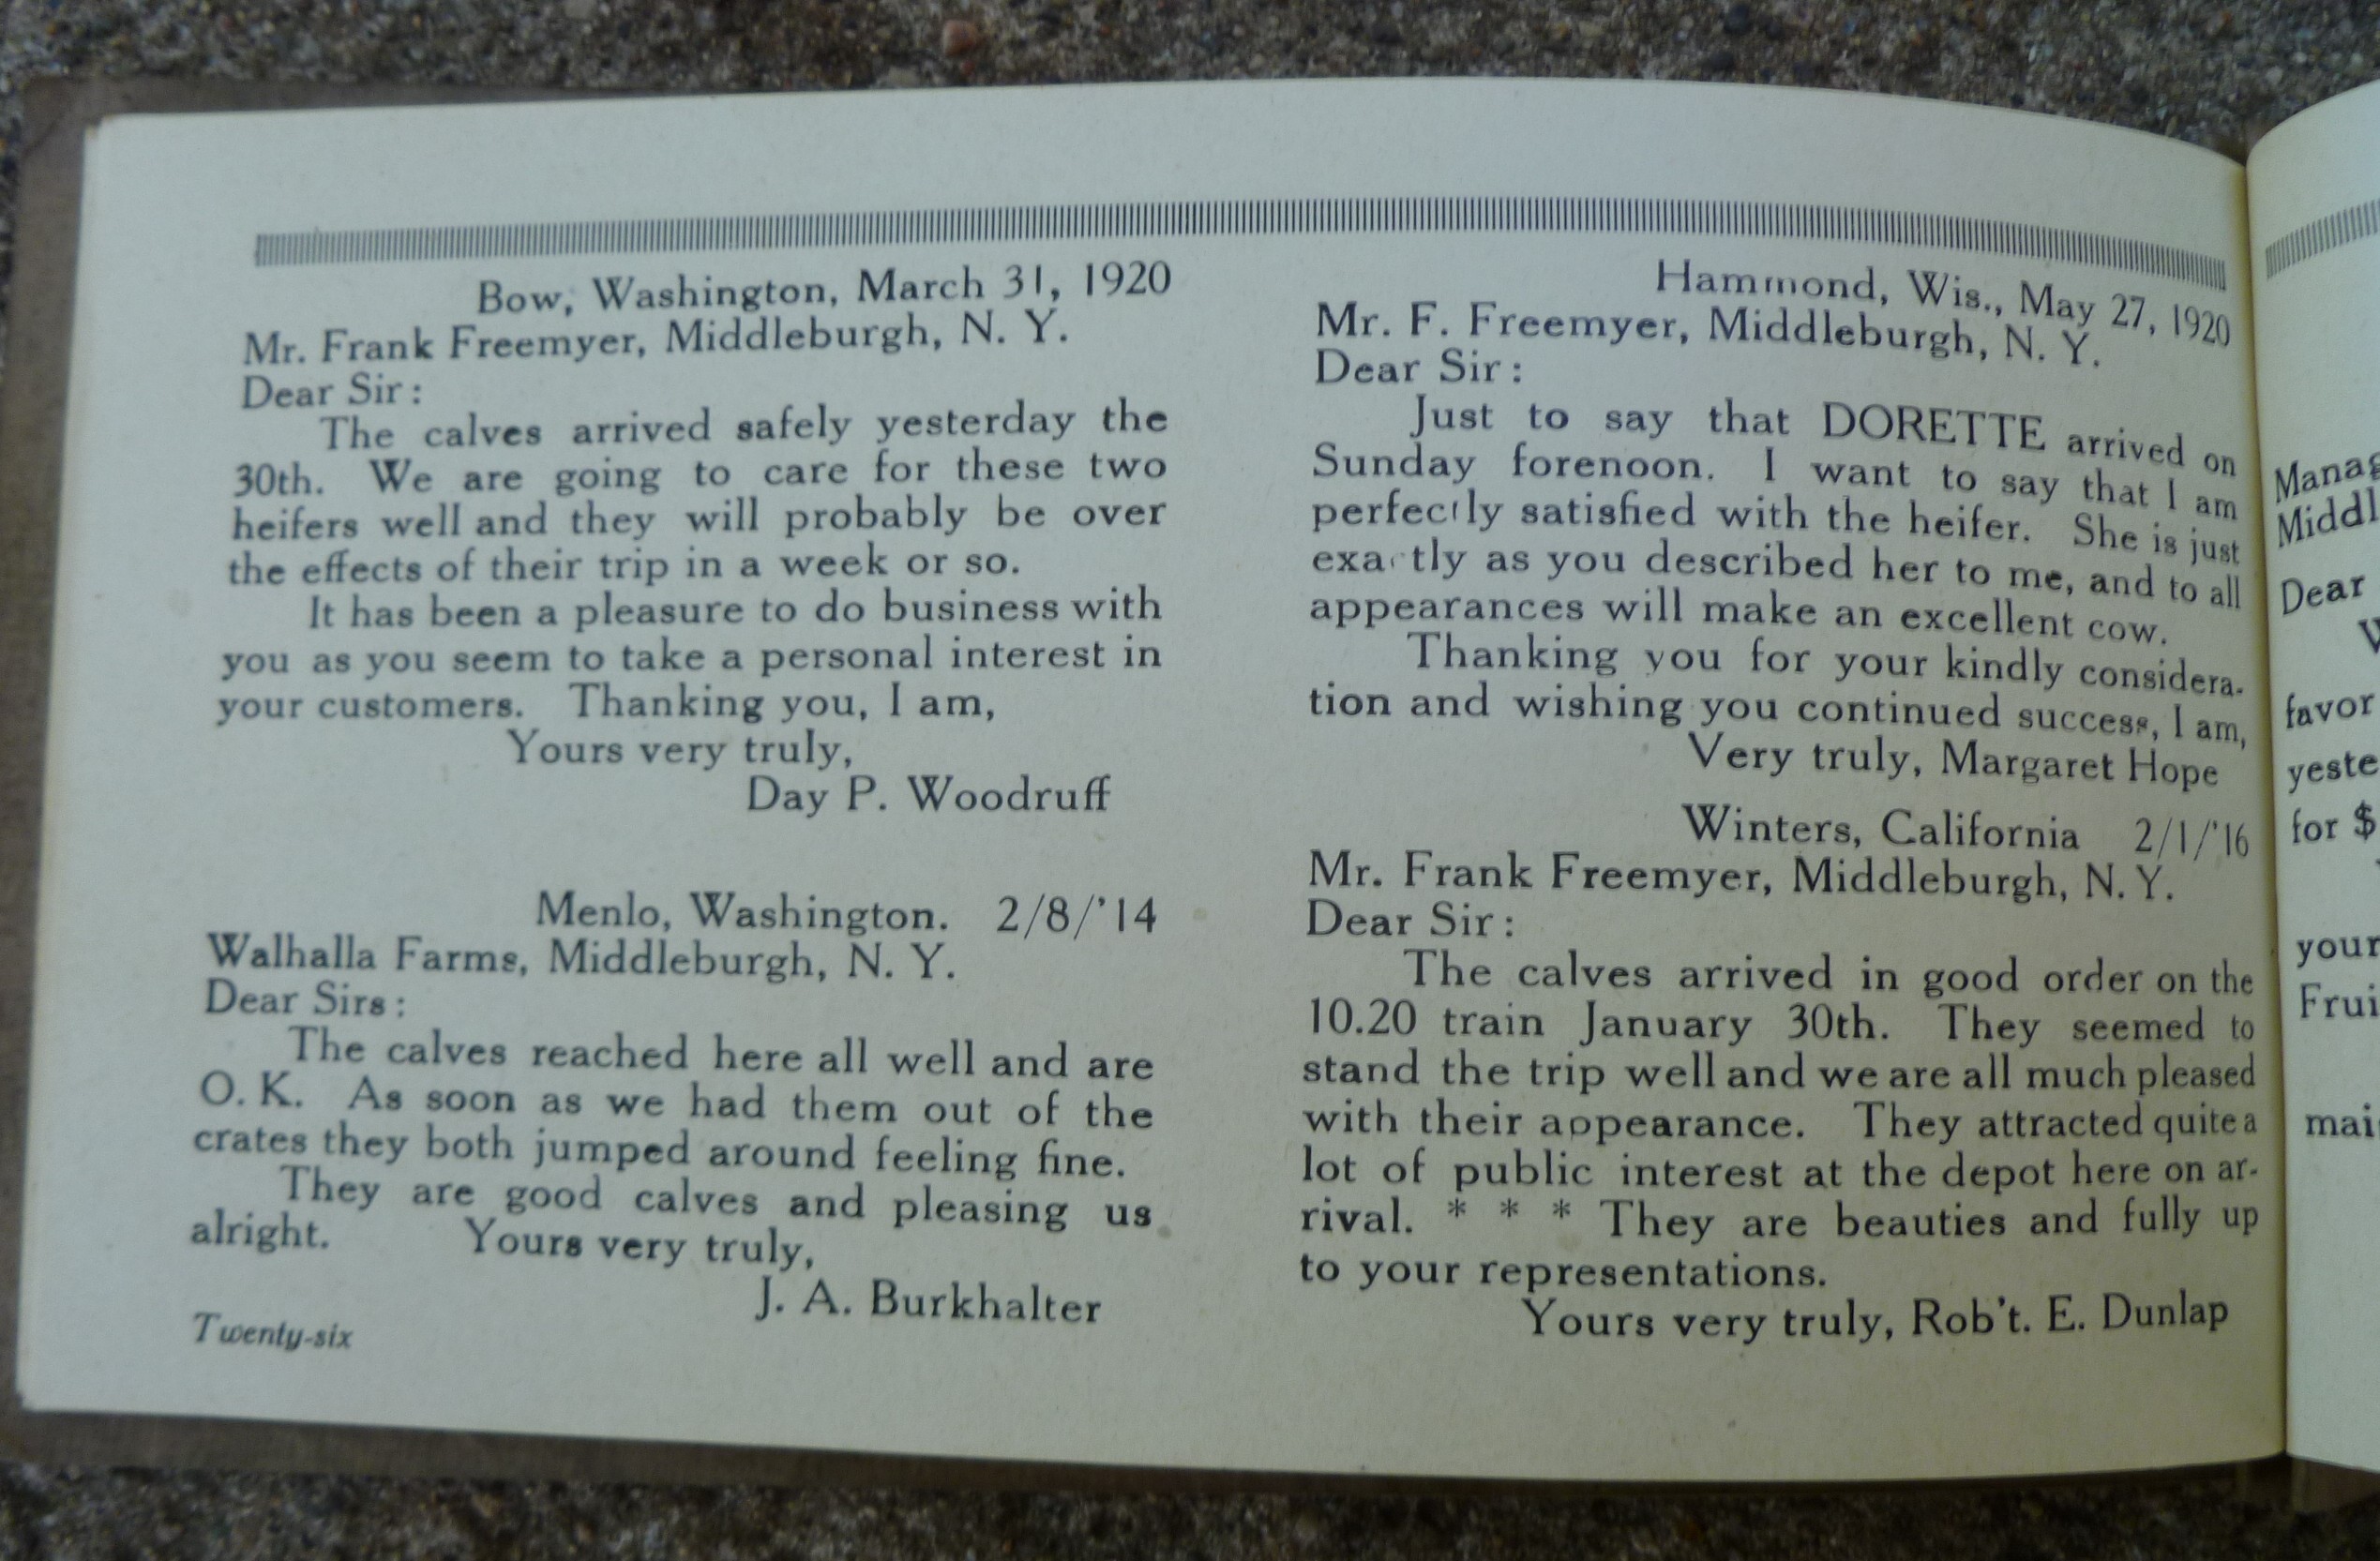 Bow, Washington, March 31, 1920
Mr. Frank Freemyer, Middleburgh, N. Y.
Dear Sir:
The calves arrived safely yesterday the
30th. We are going to care for these two
heifers well and they will probably be over
the effects of their trip in a week or so.
It has been a pleasure to do business with
you as you seem to take a personal interest in
your customers. Thanking you, I am,
Yours very truly,
Day P. Woodruff
Menlo, Washington. 2/8/'14
Walhalla Farms, Middleburgh, N. Y.
Dear Sirs:
The calves reached here all well and are
O. K. As soon as we had them out of the
crates they both jumped around feeling fine.
They are good calves and pleasing us
alright. Yours very truly,
J. A. Burkhalter
Twenty-six
Hammond, Wis., May 27, 1920
Mr. F. Freemyer, Middleburgh, N. Y.
Dear Sir:
Just to say that DORETTE arrived on
Sunday forenoon. I want to say that I am
perfectly satisfied with the heifer. She is just
exactly as you described her to me, and to all
appearances will make an excellent cow.
Thanking you for your kindly considera-
tion and wishing you continued success, I am,
Very truly, Margaret Hope
Winters, California 2/1/'16
Mr. Frank Freemyer, Middleburgh, N. Y.
Dear Sir:
The calves arrived in good order on the
10.20 train January 30th. They seemed to
stand the trip well and we are all much pleased
with their appearance. They attracted quite a
lot of public interest at the depot here on ar-
rival. * * * They are beauties and fully up
to your representations.
Yours very truly, Rob't. E. Dunlap
Manag
Middl
Dear
favor
yeste
for $
your
Frui
mai